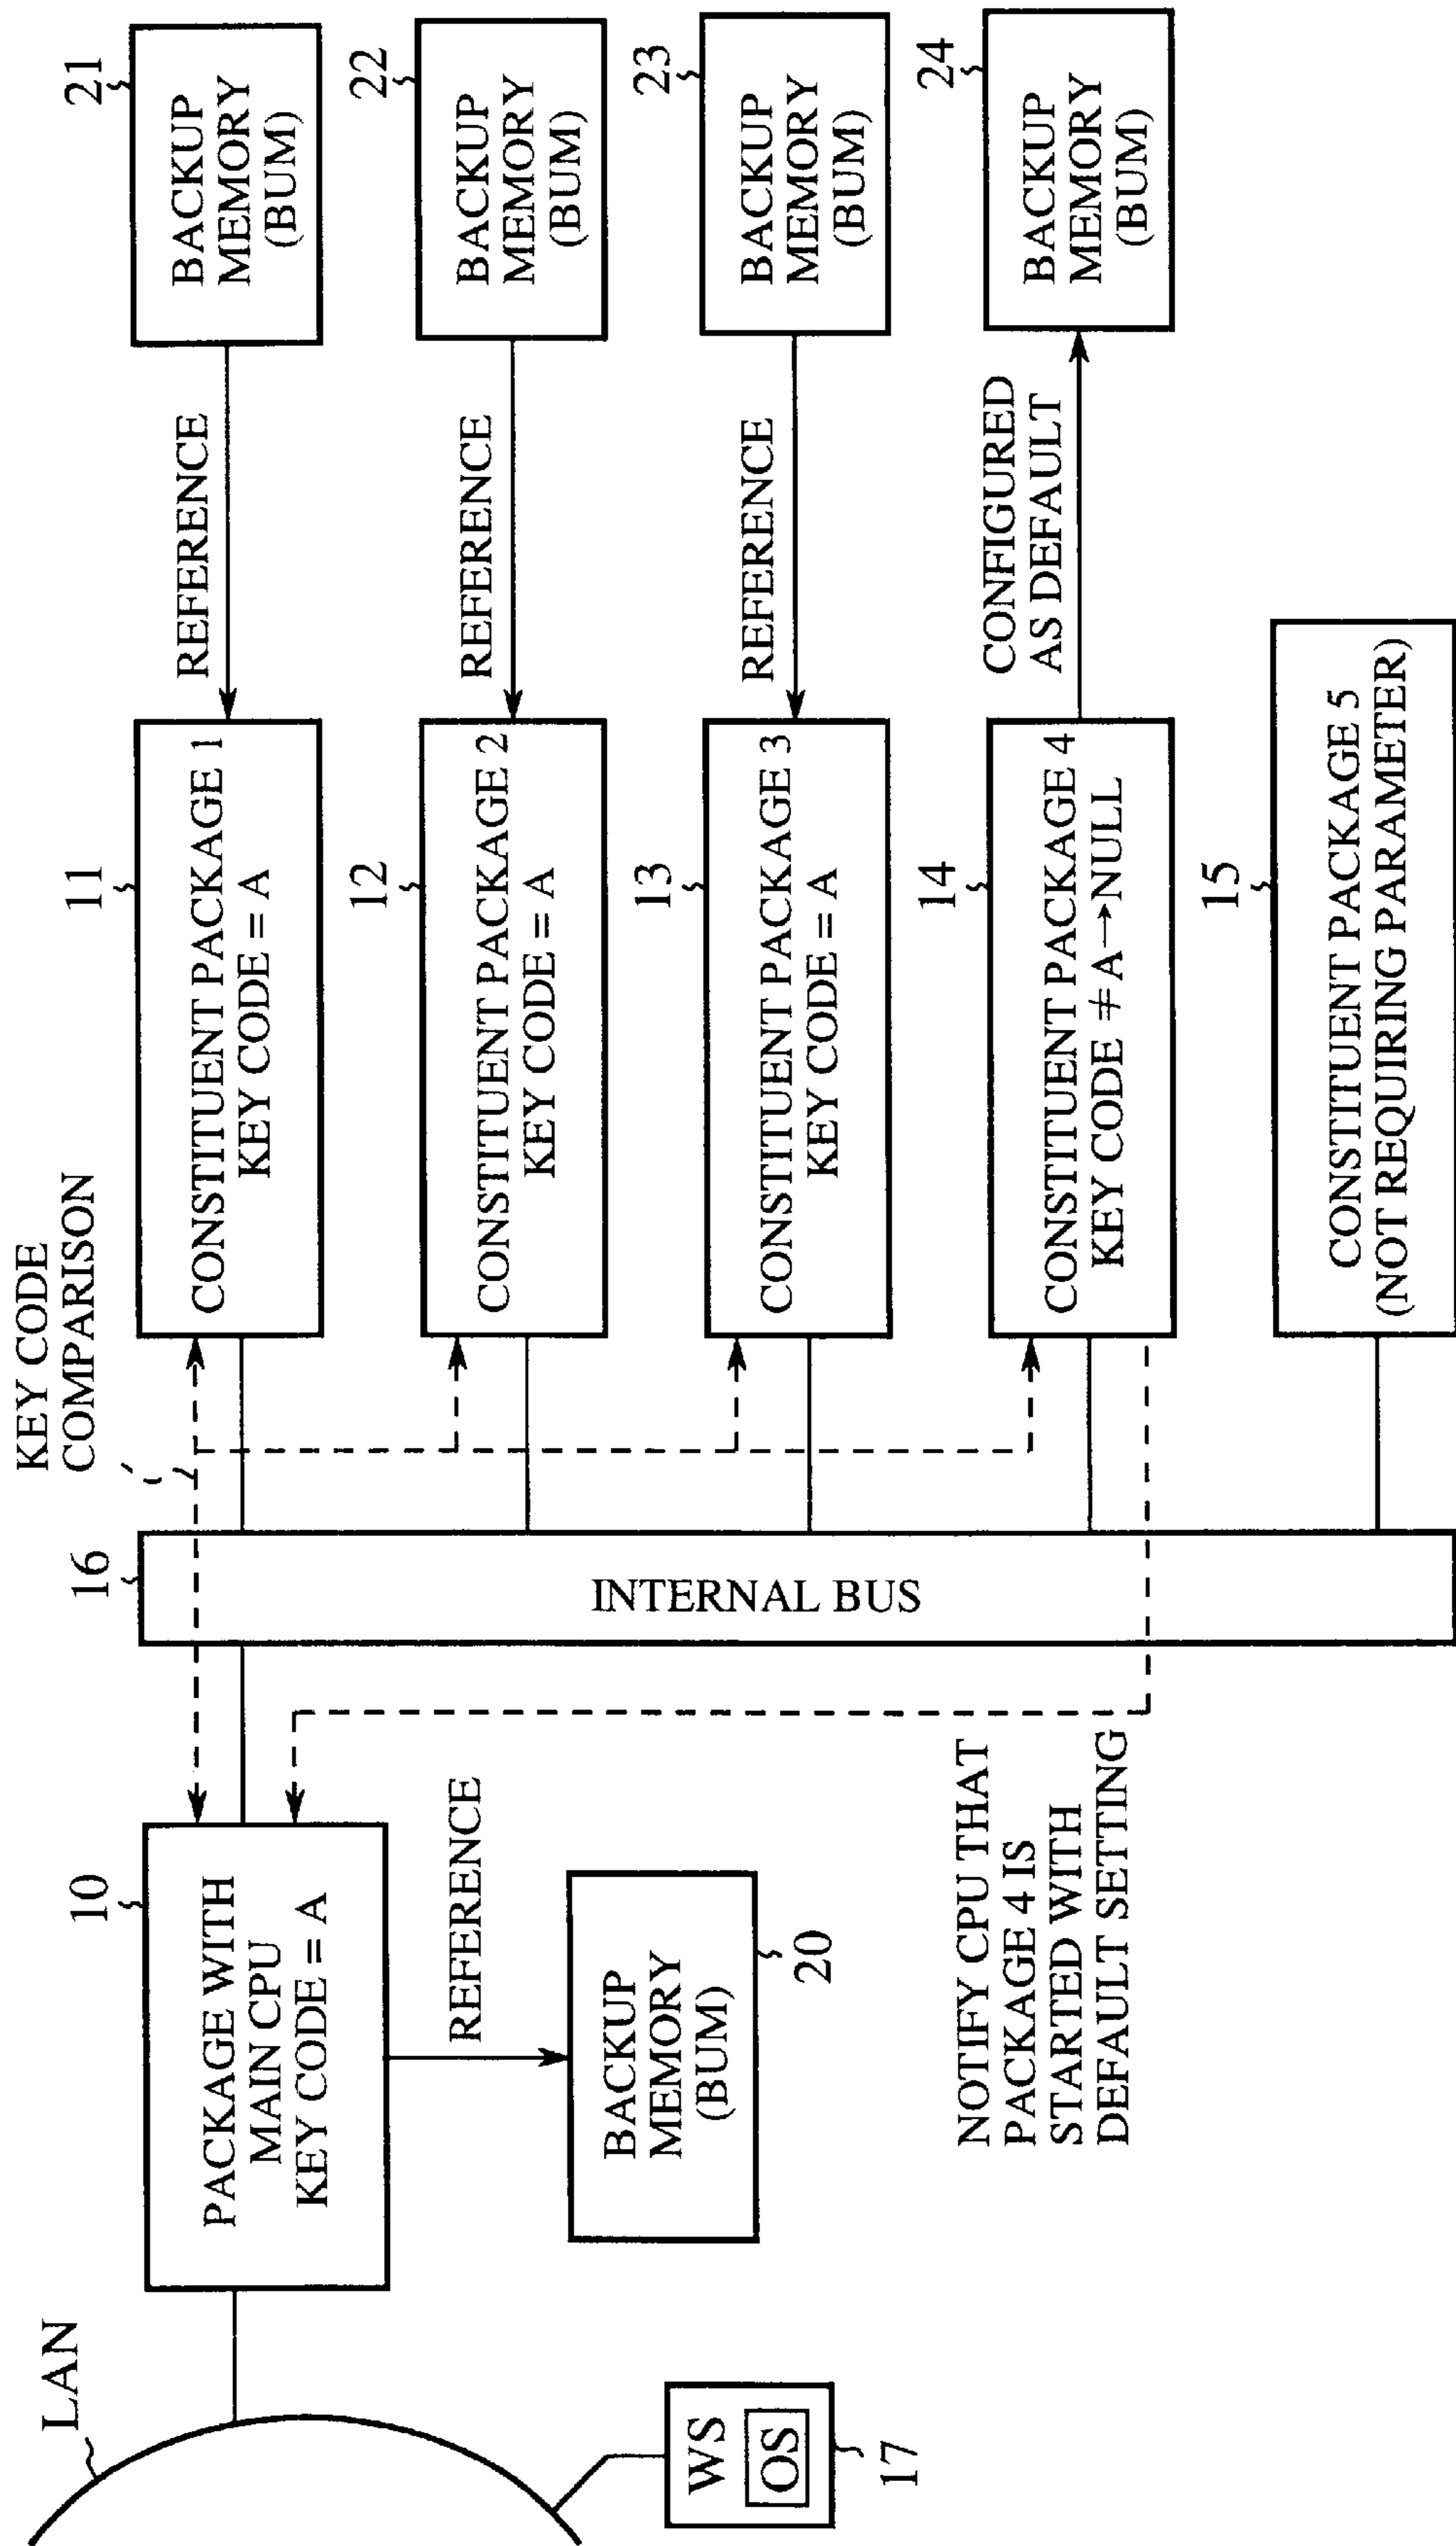 LAN
WS
OS
17
10
PACKAGE WITH
MAIN CPU
KEY CODE = A
REFERENCE
BACKUP
MEMORY
(BUM)
20
NOTIFY CPU THAT
PACKAGE 4 IS
STARTED WITH
DEFAULT SETTING
16
INTERNAL BUS
KEY CODE
COMPARISON
11
CONSTITUENT PACKAGE 1
KEY CODE = A
REFERENCE
21
BACKUP
MEMORY
(BUM)
12
CONSTITUENT PACKAGE 2
KEY CODE = A
REFERENCE
22
BACKUP
MEMORY
(BUM)
13
CONSTITUENT PACKAGE 3
KEY CODE = A
REFERENCE
23
BACKUP
MEMORY
(BUM)
14
CONSTITUENT PACKAGE 4
KEY CODE ≠ A→NULL
CONFIGURED
AS DEFAULT
24
BACKUP
MEMORY
(BUM)
15
CONSTITUENT PACKAGE 5
(NOT REQUIRING PARAMETER)